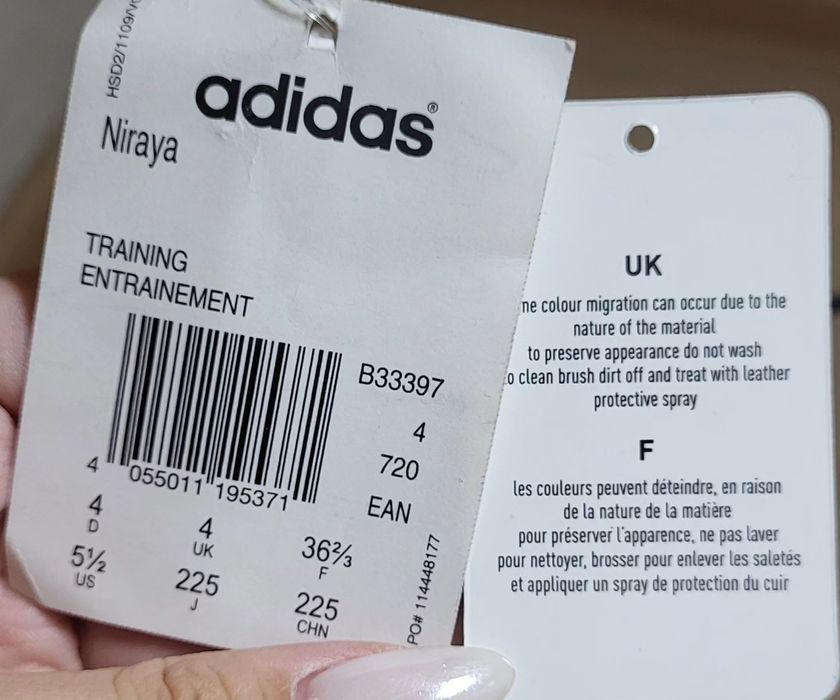 HSD2/1109/V
adidas®
Niraya
TRAINING
ENTRAINEMENT
B33397
4
720
EAN
4 055011 195371
4 4 36⅔
D UK F
5½ 225 225
US J CHN
PO# 114448177
UK
colour migration can occur due to the
nature of the material
to preserve appearance do not wash
clean brush dirt off and treat with leather
protective spray
F
les couleurs peuvent déteindre, en raison
de la nature de la matière
pour préserver l'apparence, ne pas laver
pour nettoyer, brosser pour enlever les saletés
et appliquer un spray de protection du cuir